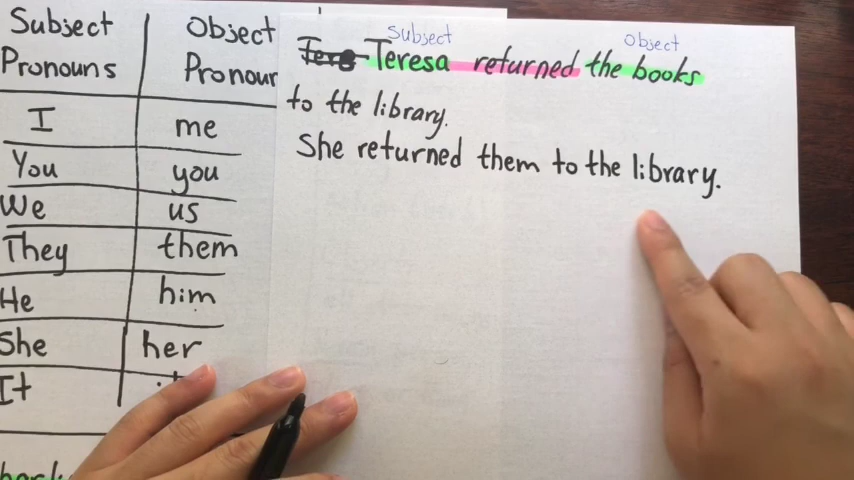 Subject Object
Pronouns Pronoun
I me
You you
We us
They them
He him
She her
It
Subject Object
Teresa returned the books
to the library.
She returned them to the library.